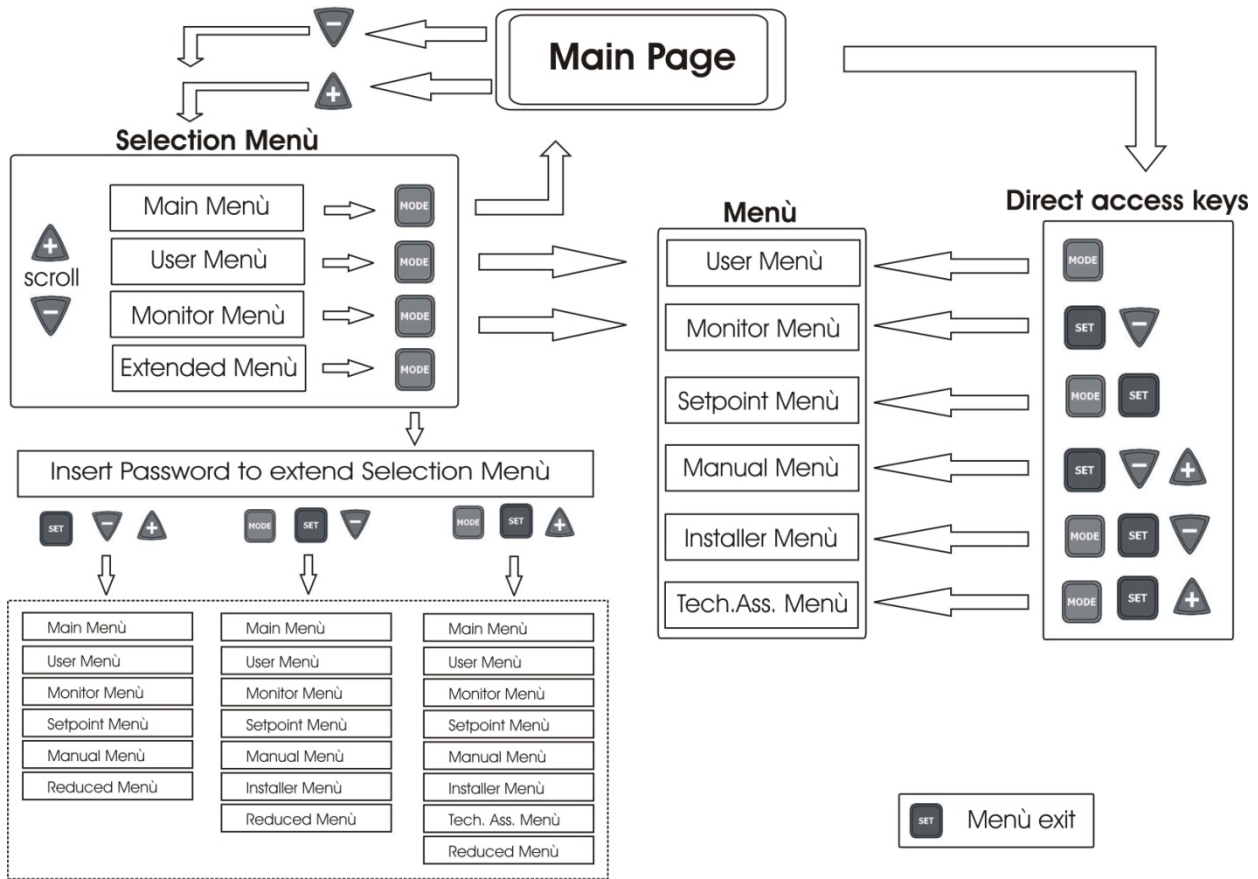 Main Page
Selection Menù
Main Menù
MODE
User Menù
MODE
scroll
Monitor Menù
MODE
Extended Menù
MODE
Insert Password to extend Selection Menù
SET
MODE SET
MODE SET
Main Menù
User Menù
Monitor Menù
Setpoint Menù
Manual Menù
Reduced Menù
Main Menù
User Menù
Monitor Menù
Setpoint Menù
Manual Menù
Installer Menù
Reduced Menù
Main Menù
User Menù
Monitor Menù
Setpoint Menù
Manual Menù
Installer Menù
Tech. Ass. Menù
Reduced Menù
Menù
User Menù
Monitor Menù
Setpoint Menù
Manual Menù
Installer Menù
Tech.Ass. Menù
Direct access keys
MODE
SET
MODE SET
SET
MODE SET
MODE SET
SET Menù exit